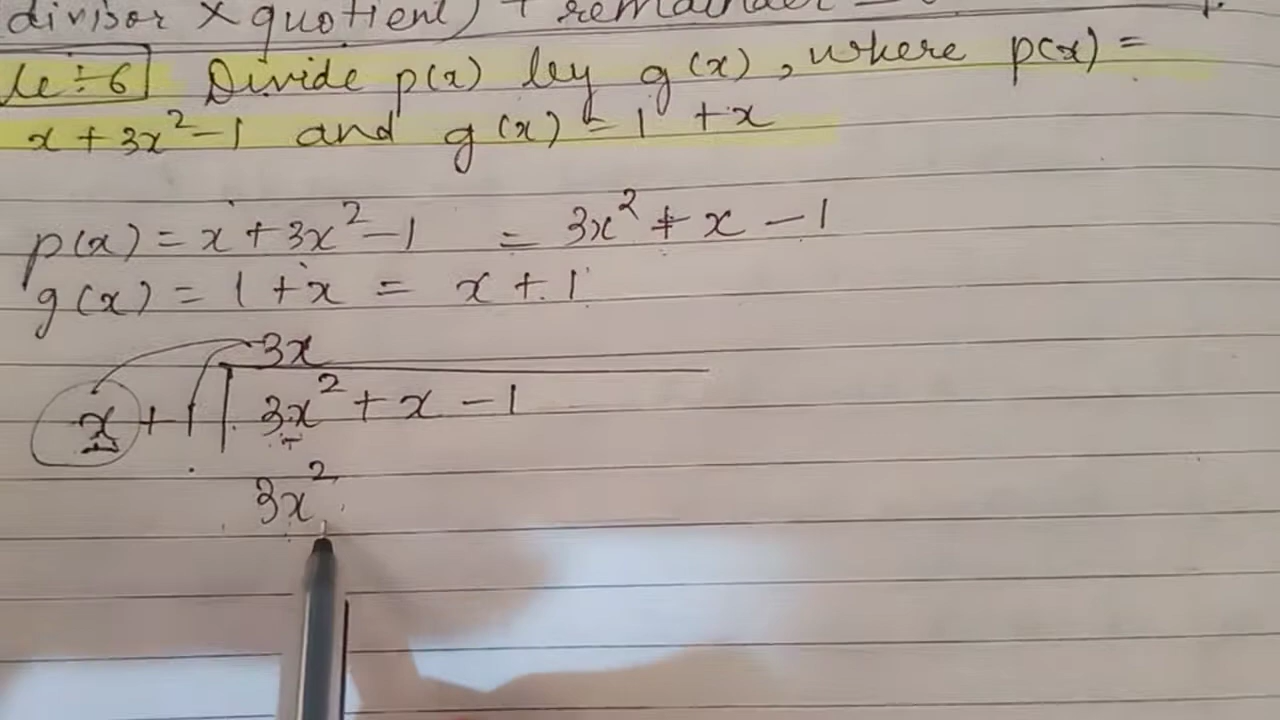 divisor × quotient) + remainder =
le ÷ 6 Divide p(x) by g(x), where p(x) =
x + 3x² - 1 and g(x) = 1 + x
p(x) = x + 3x² - 1 = 3x² + x - 1
g(x) = 1 + x = x + 1
3x
x + 1 3x² + x - 1
3x²